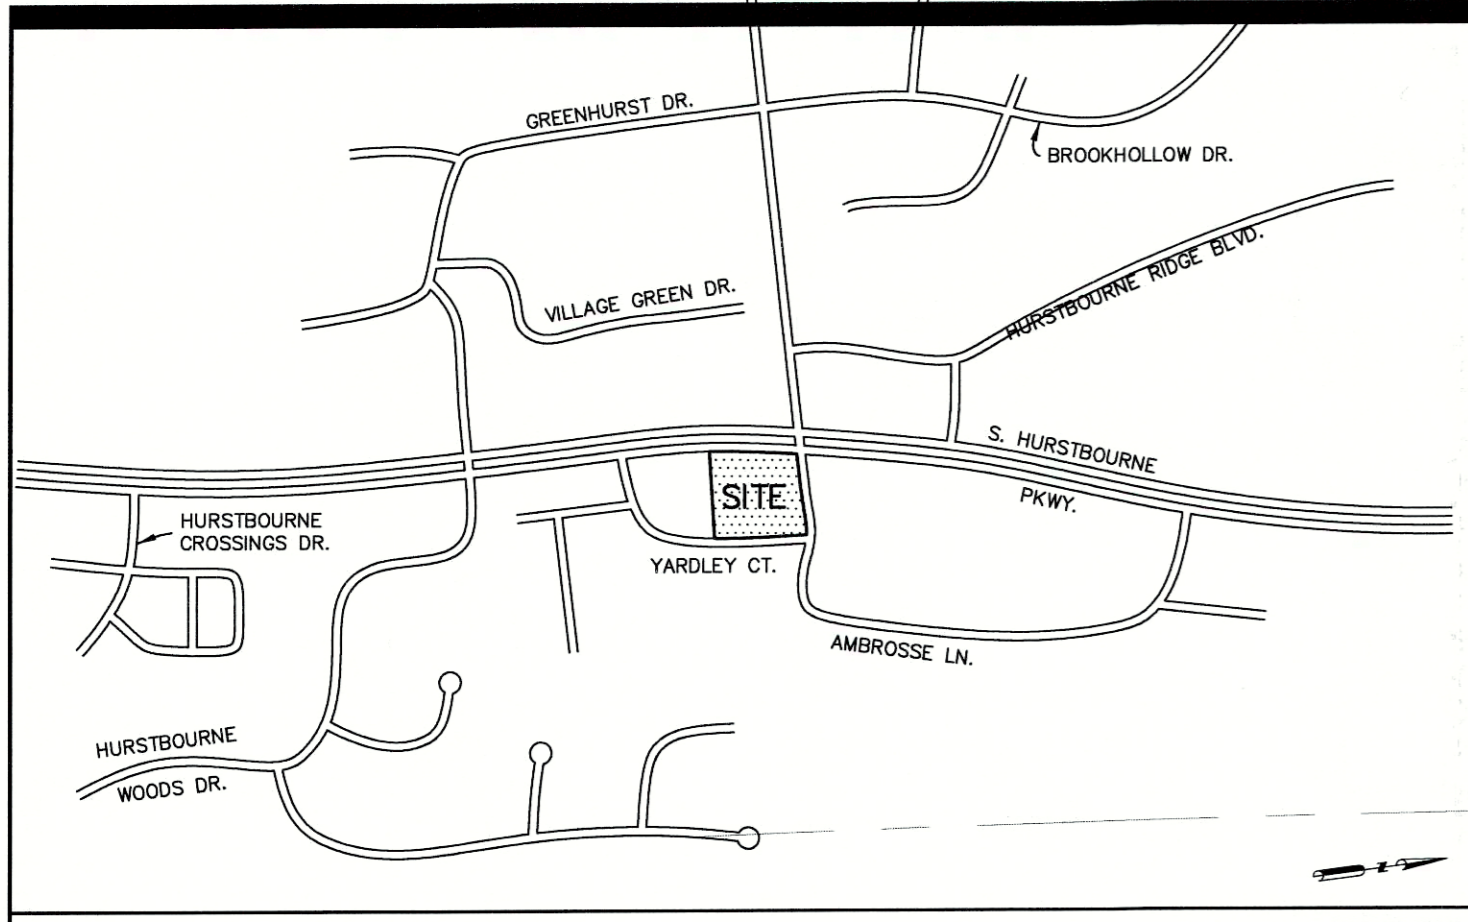 GREENHURST DR.
BROOKHOLLOW DR.
VILLAGE GREEN DR.
HURSTBOURNE RIDGE BLVD.
S. HURSTBOURNE
PKWY.
SITE
HURSTBOURNE
CROSSINGS DR.
YARDLEY CT.
AMBROSSE LN.
HURSTBOURNE
WOODS DR.
N